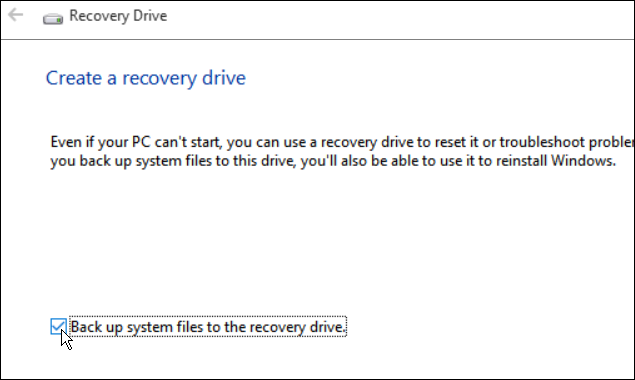 Recovery Drive
Create a recovery drive
Even if your PC can't start, you can use a recovery drive to reset it or troubleshoot
you back up system files to this drive, you'll also be able to use it to reinstall Windows.
Back up system files to the recovery drive.